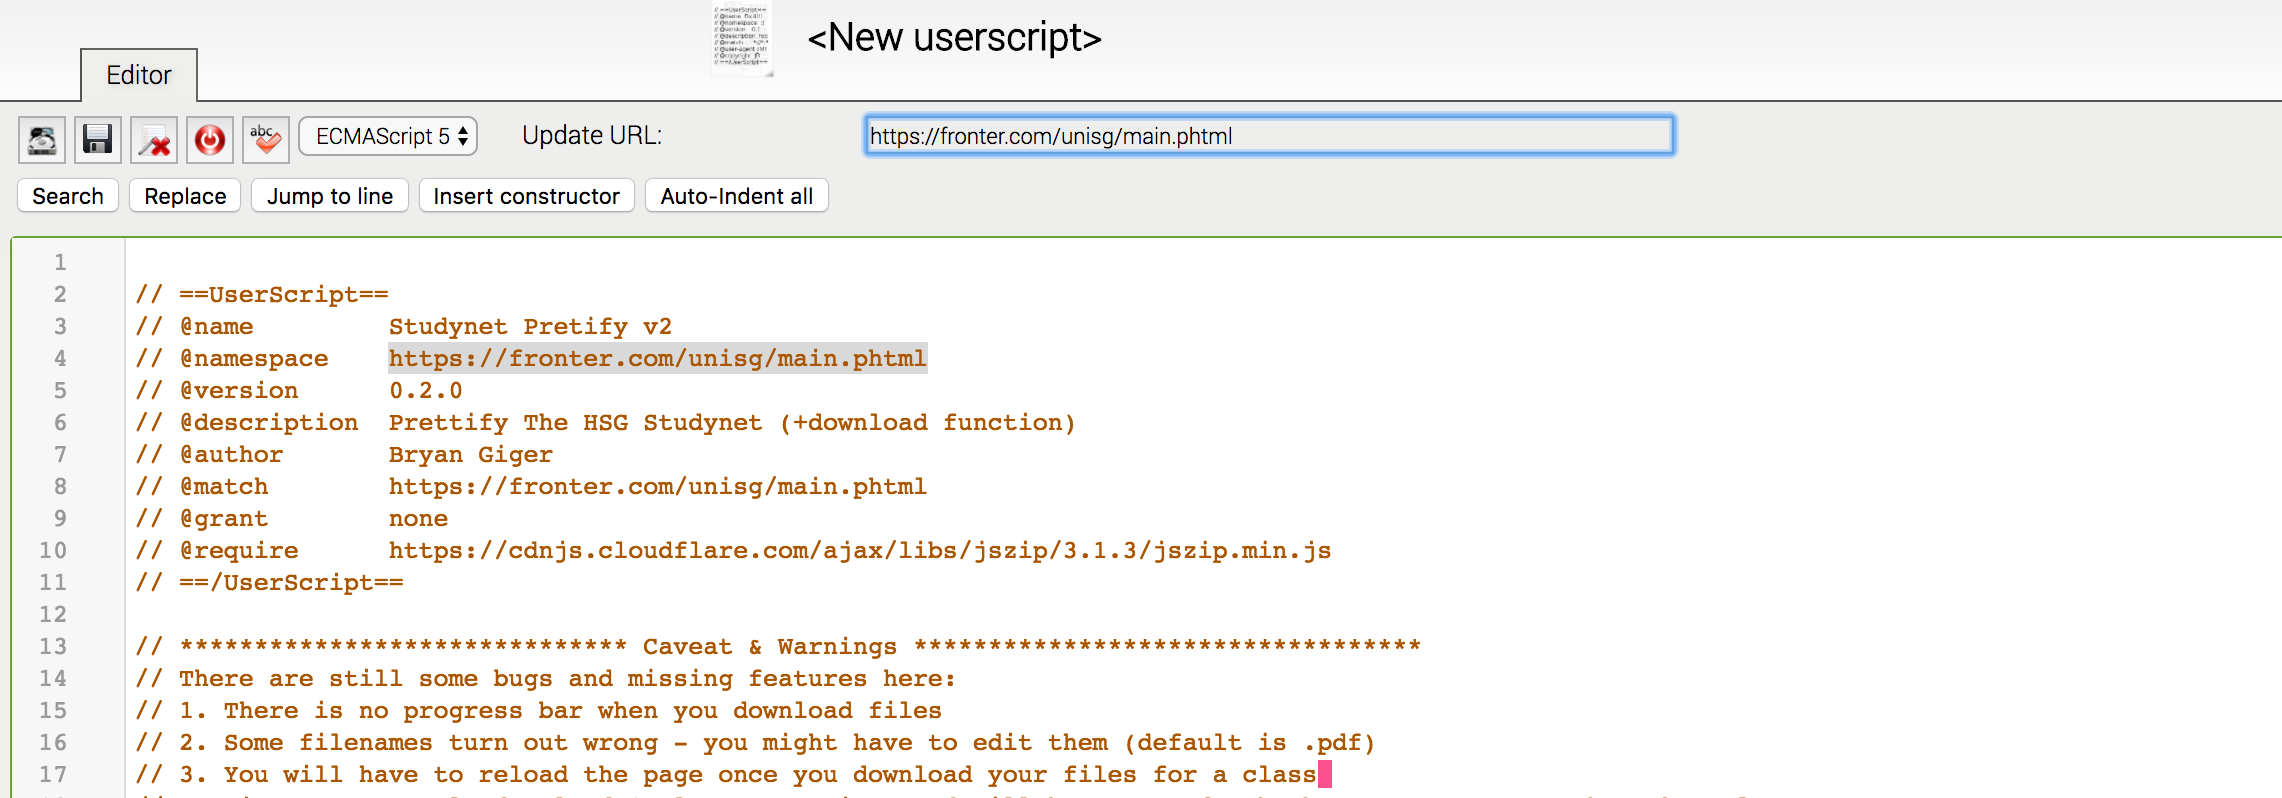 <New userscript>
Editor
ECMAScript 5 Update URL: https://fronter.com/unisg/main.phtml
Search Replace Jump to line Insert constructor Auto-Indent all
1
2 // ==UserScript==
3 // @name Studynet Pretify v2
4 // @namespace https://fronter.com/unisg/main.phtml
5 // @version 0.2.0
6 // @description Prettify The HSG Studynet (+download function)
7 // @author Bryan Giger
8 // @match https://fronter.com/unisg/main.phtml
9 // @grant none
10 // @require https://cdnjs.cloudflare.com/ajax/libs/jszip/3.1.3/jszip.min.js
11 // ==/UserScript==
12
13 // ****************************** Caveat & Warnings **********************************
14 // There are still some bugs and missing features here:
15 // 1. There is no progress bar when you download files
16 // 2. Some filenames turn out wrong - you might have to edit them (default is .pdf)
17 // 3. You will have to reload the page once you download your files for a class